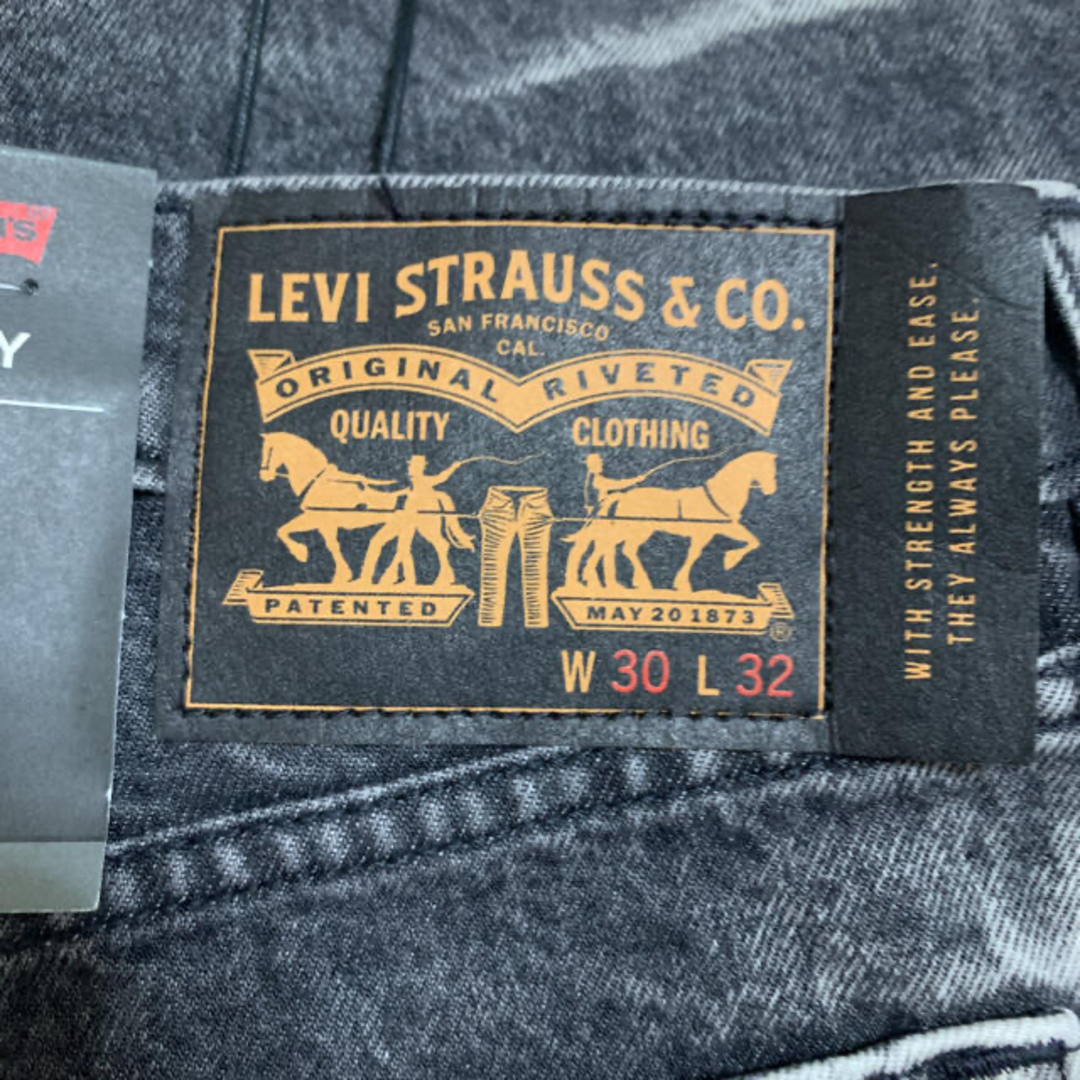 LEVI STRAUSS & CO.
SAN FRANCISCO
CAL.
ORIGINAL RIVETED
QUALITY CLOTHING
PATENTED MAY 20 1873
®
W 30 L 32
WITH STRENGTH AND EASE.
THEY ALWAYS PLEASE.
Y